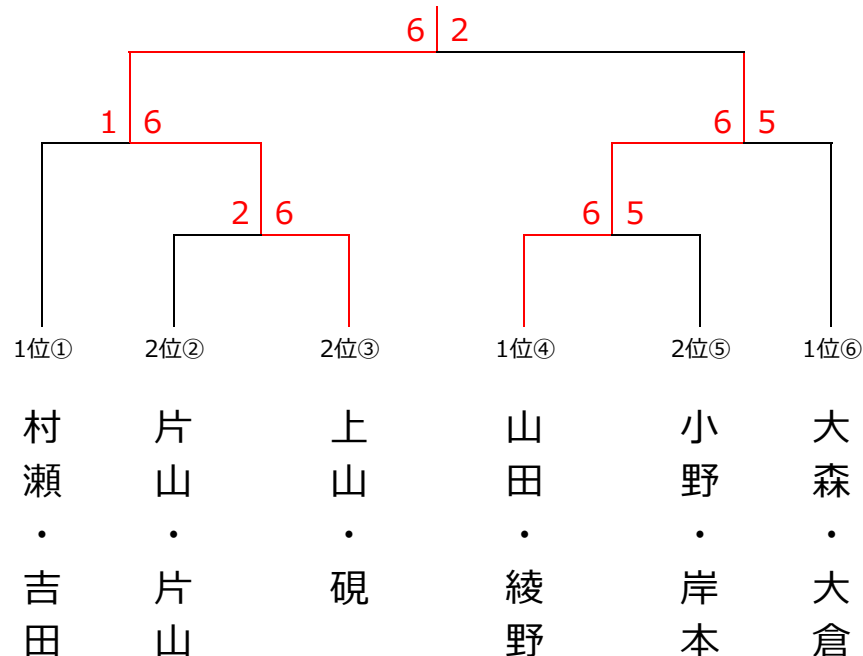 6 2
1 6
6 5
2 6
6 5
1位① 2位② 2位③ 1位④ 2位⑤ 1位⑥
村瀬・吉田
片山・片山
上山・硯
山田・綾野
小野・岸本
大森・大倉